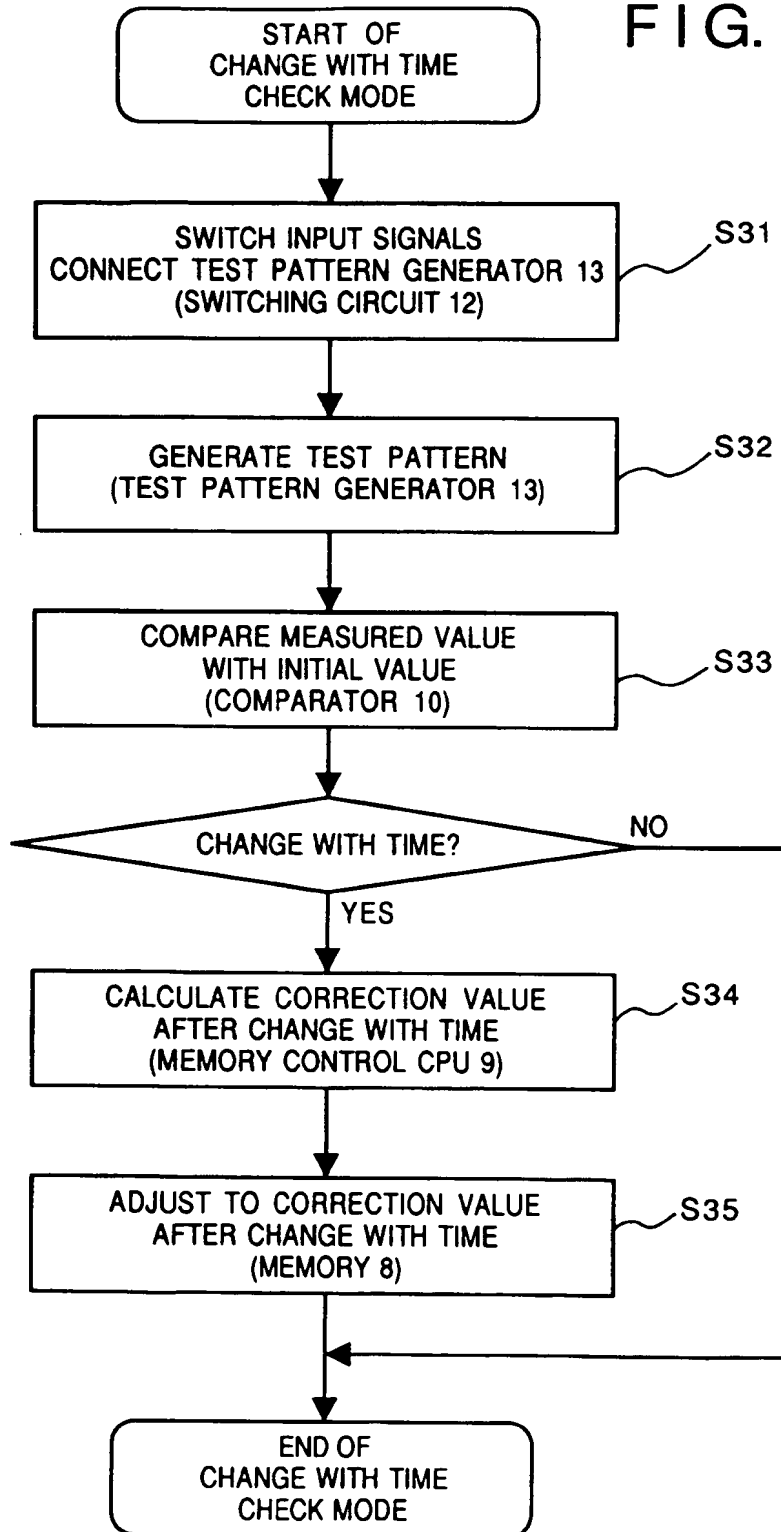 FIG.
START OF
CHANGE WITH TIME
CHECK MODE
SWITCH INPUT SIGNALS
CONNECT TEST PATTERN GENERATOR 13
(SWITCHING CIRCUIT 12)
S31
GENERATE TEST PATTERN
(TEST PATTERN GENERATOR 13)
S32
COMPARE MEASURED VALUE
WITH INITIAL VALUE
(COMPARATOR 10)
S33
CHANGE WITH TIME?
NO
YES
CALCULATE CORRECTION VALUE
AFTER CHANGE WITH TIME
(MEMORY CONTROL CPU 9)
S34
ADJUST TO CORRECTION VALUE
AFTER CHANGE WITH TIME
(MEMORY 8)
S35
END OF
CHANGE WITH TIME
CHECK MODE